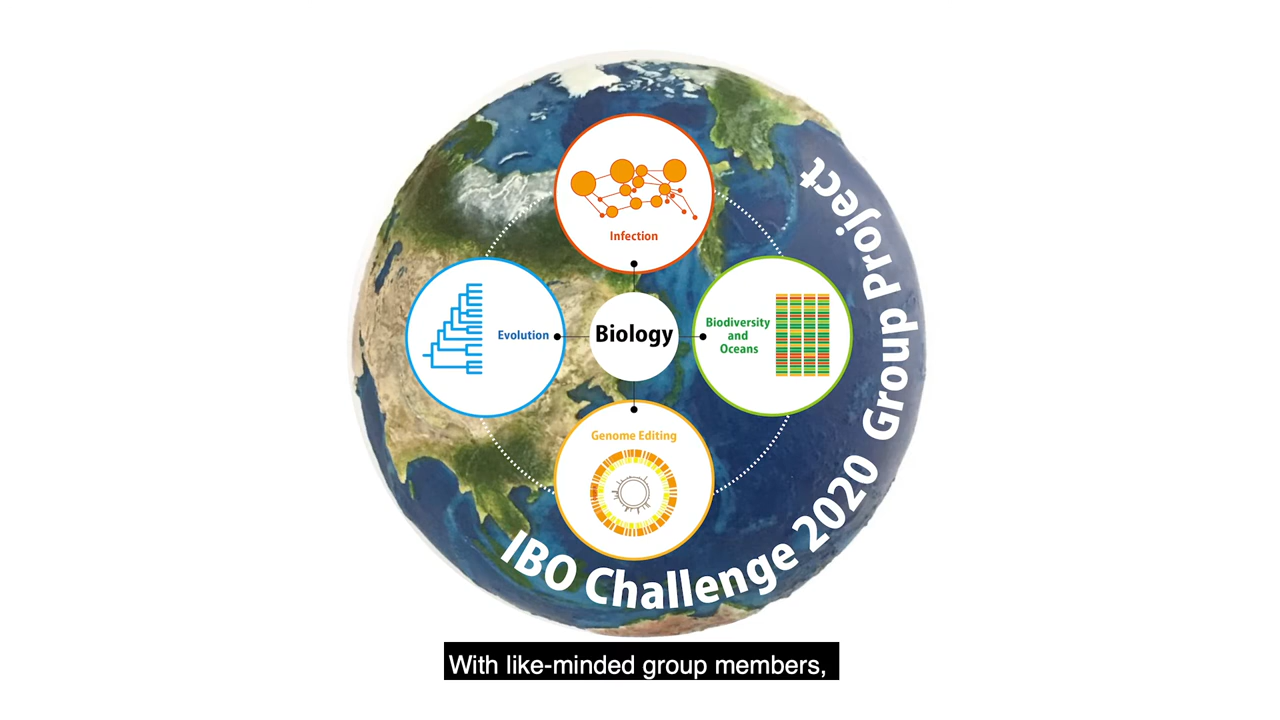 Infection
Evolution
Biology
Biodiversity
and
Oceans
Genome Editing
IBO Challenge 2020 Group Project
With like-minded group members,